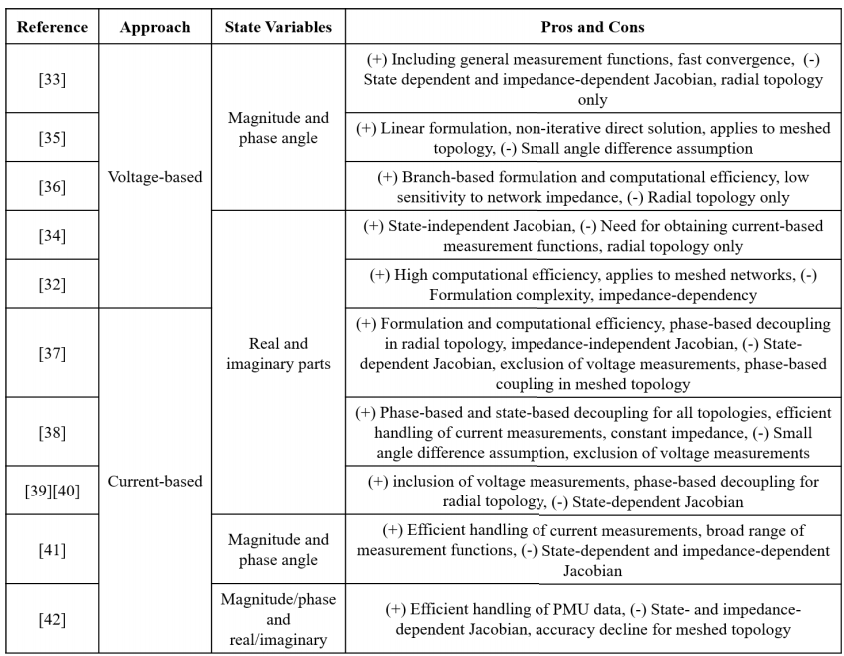 Reference Approach State Variables Pros and Cons
[33]
(+) Including general measurement functions, fast convergence, (-)
State dependent and impedance-dependent Jacobian, radial topology
only
Magnitude and
phase angle
[35]
(+) Linear formulation, non-iterative direct solution, applies to meshed
topology, (-) Small angle difference assumption
Voltage-based
[36]
(+) Branch-based formulation and computational efficiency, low
sensitivity to network impedance, (-) Radial topology only
[34]
(+) State-independent Jacobian, (-) Need for obtaining current-based
measurement functions, radial topology only
[32]
(+) High computational efficiency, applies to meshed networks, (-)
Formulation complexity, impedance-dependency
Real and
imaginary parts
[37]
(+) Formulation and computational efficiency, phase-based decoupling
in radial topology, impedance-independent Jacobian, (-) State-
dependent Jacobian, exclusion of voltage measurements, phase-based
coupling in meshed topology
[38]
(+) Phase-based and state-based decoupling for all topologies, efficient
handling of current measurements, constant impedance, (-) Small
angle difference assumption, exclusion of voltage measurements
Current-based
[39][40]
(+) inclusion of voltage measurements, phase-based decoupling for
radial topology, (-) State-dependent Jacobian
[41]
Magnitude and
phase angle
(+) Efficient handling of current measurements, broad range of
measurement functions, (-) State-dependent and impedance-dependent
Jacobian
[42]
Magnitude/phase
and
real/imaginary
(+) Efficient handling of PMU data, (-) State- and impedance-
dependent Jacobian, accuracy decline for meshed topology